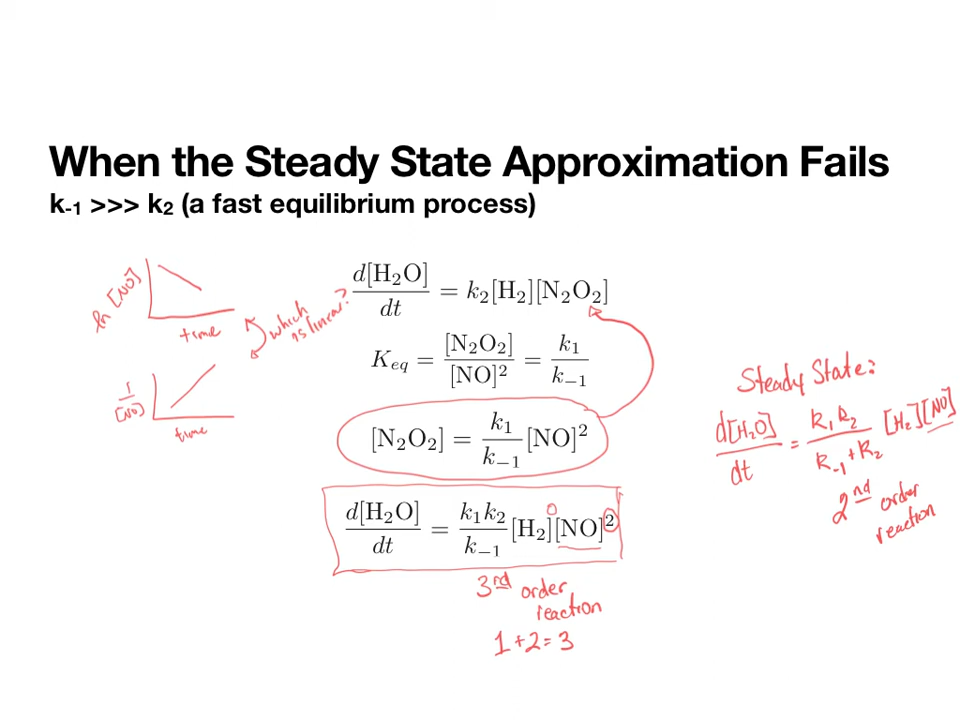 When the Steady State Approximation Fails
k-1 >>> k2 (a fast equilibrium process)
ln [NO]
time
which is linear?
1/[NO]
time
d[H2O]/dt = k2[H2][N2O2]
Keq = [N2O2]/[NO]^2 = k1/k−1
[N2O2] = k1/k−1 [NO]^2
d[H2O]/dt = k1k2/k−1 [H2][NO]^2
3rd order
reaction
1+2=3
Steady State:
d[H2O]/dt = k1k2/k-1+k2 [H2][NO]
2nd order
reaction